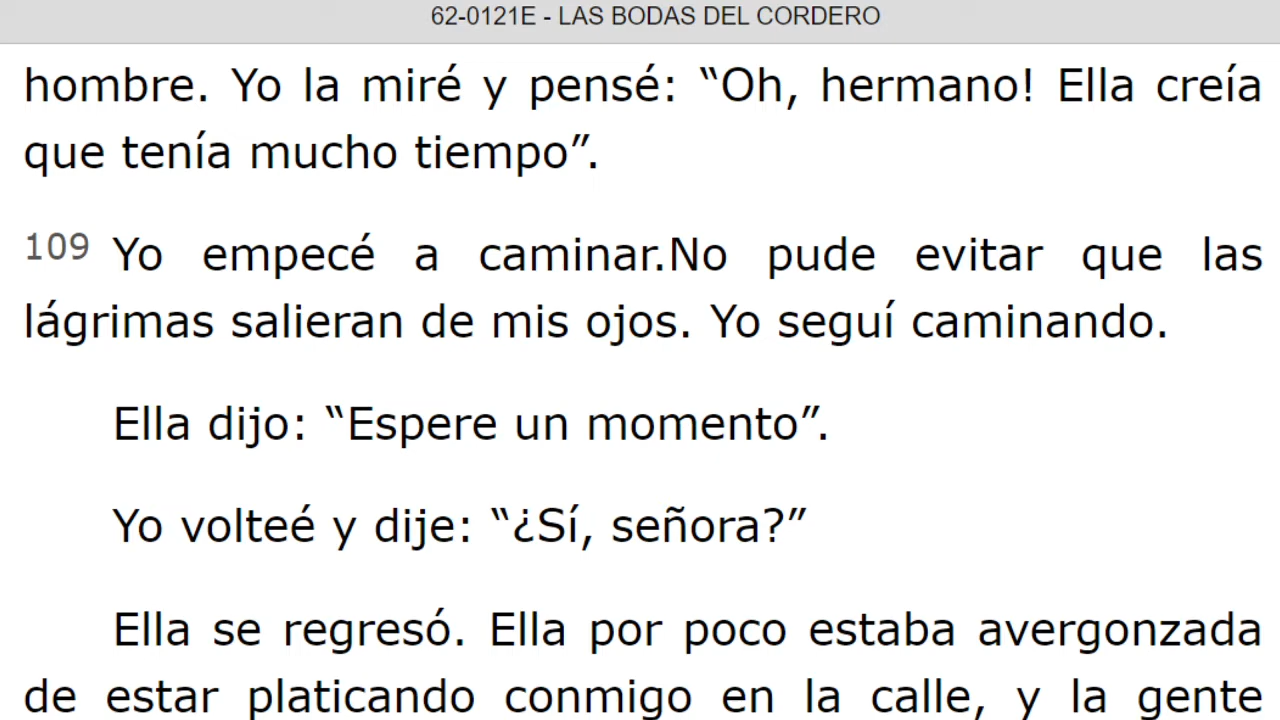 62-0121E - LAS BODAS DEL CORDERO
hombre. Yo la miré y pensé: “Oh, hermano! Ella creía
que tenía mucho tiempo”.
109 Yo empecé a caminar.No pude evitar que las
lágrimas salieran de mis ojos. Yo seguí caminando.
Ella dijo: “Espere un momento”.
Yo volteé y dije: “¿Sí, señora?”
Ella se regresó. Ella por poco estaba avergonzada
de estar platicando conmigo en la calle, y la gente